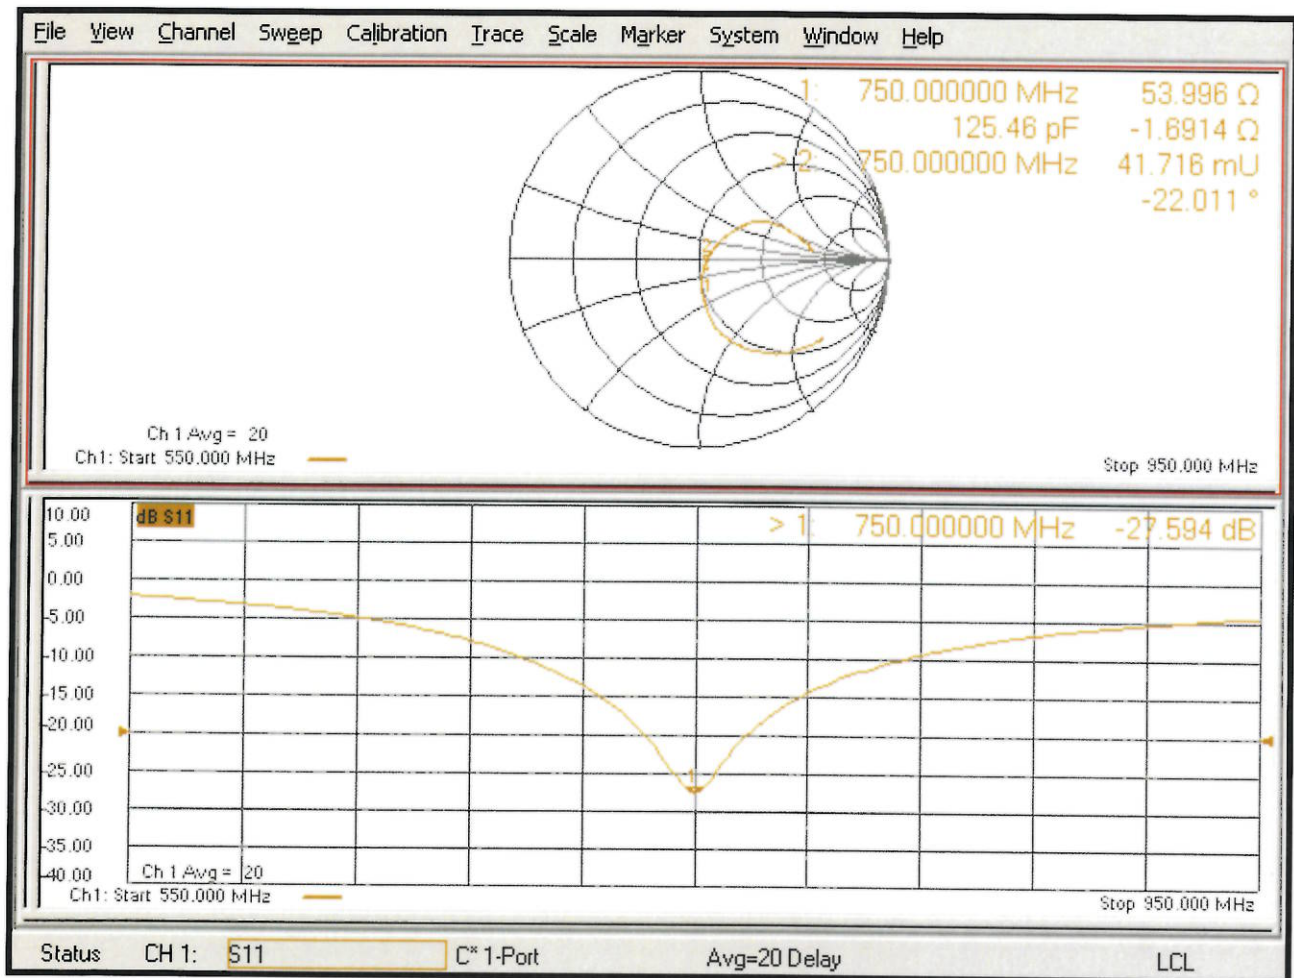 File View Channel Sweep Calibration Trace Scale Marker System Window Help
1: 750.000000 MHz 53.996 Ω
125.46 pF -1.6914 Ω
> 2: 750.000000 MHz 41.716 mU
-22.011 °
Ch 1 Avg = 20
Ch1: Start 550.000 MHz
Stop 950.000 MHz
10.00
dB S11
> 1: 750.000000 MHz -27.594 dB
5.00
0.00
-5.00
-10.00
-15.00
-20.00
-25.00
1
-30.00
-35.00
-40.00
Ch 1 Avg = 20
Ch1: Start 550.000 MHz
Stop 950.000 MHz
Status CH 1: S11 C* 1-Port Avg=20 Delay LCL